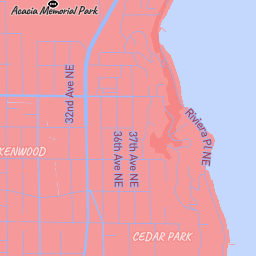 Acacia Memorial Park
32nd Ave NE
36th Ave NE
37th Ave NE
Riviera Pl NE
KENWOOD
CEDAR PARK